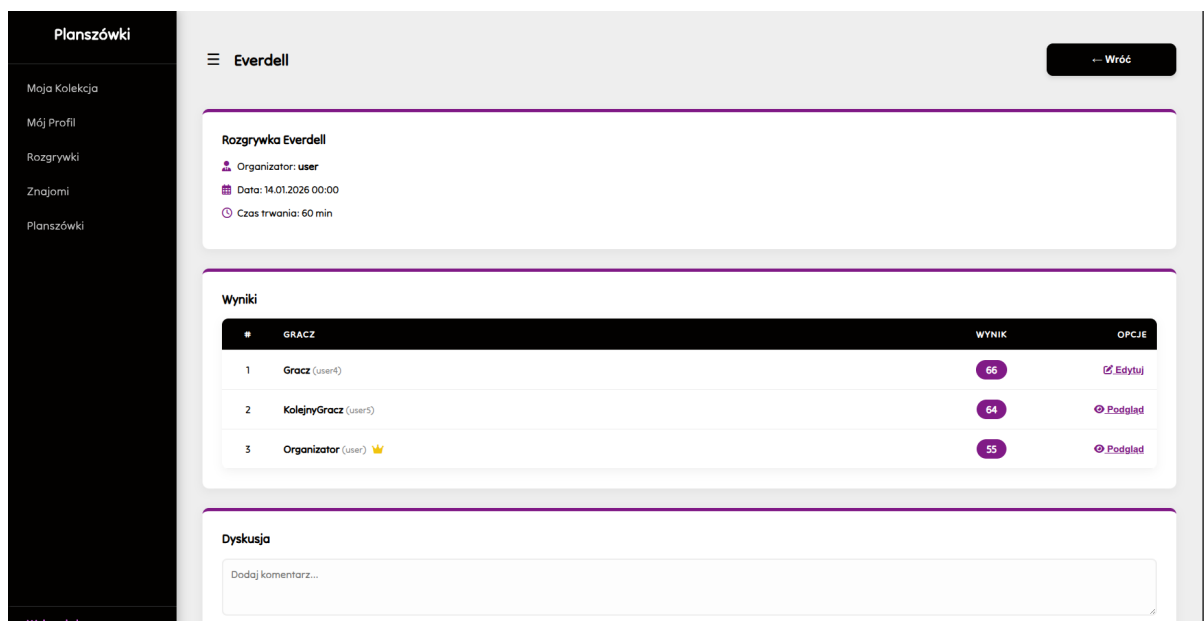 Planszówki
Moja Kolekcja
Mój Profil
Rozgrywki
Znajomi
Planszówki
☰ Everdell
← Wróć
Rozgrywka Everdell
Organizator: user
Data: 14.01.2026 00:00
Czas trwania: 60 min
Wyniki
# GRACZ WYNIK OPCJE
1 Gracz (user4) 66 Edytuj
2 KolejnyGracz (user5) 64 Podgląd
3 Organizator (user) 55 Podgląd
Dyskusja
Dodaj komentarz...